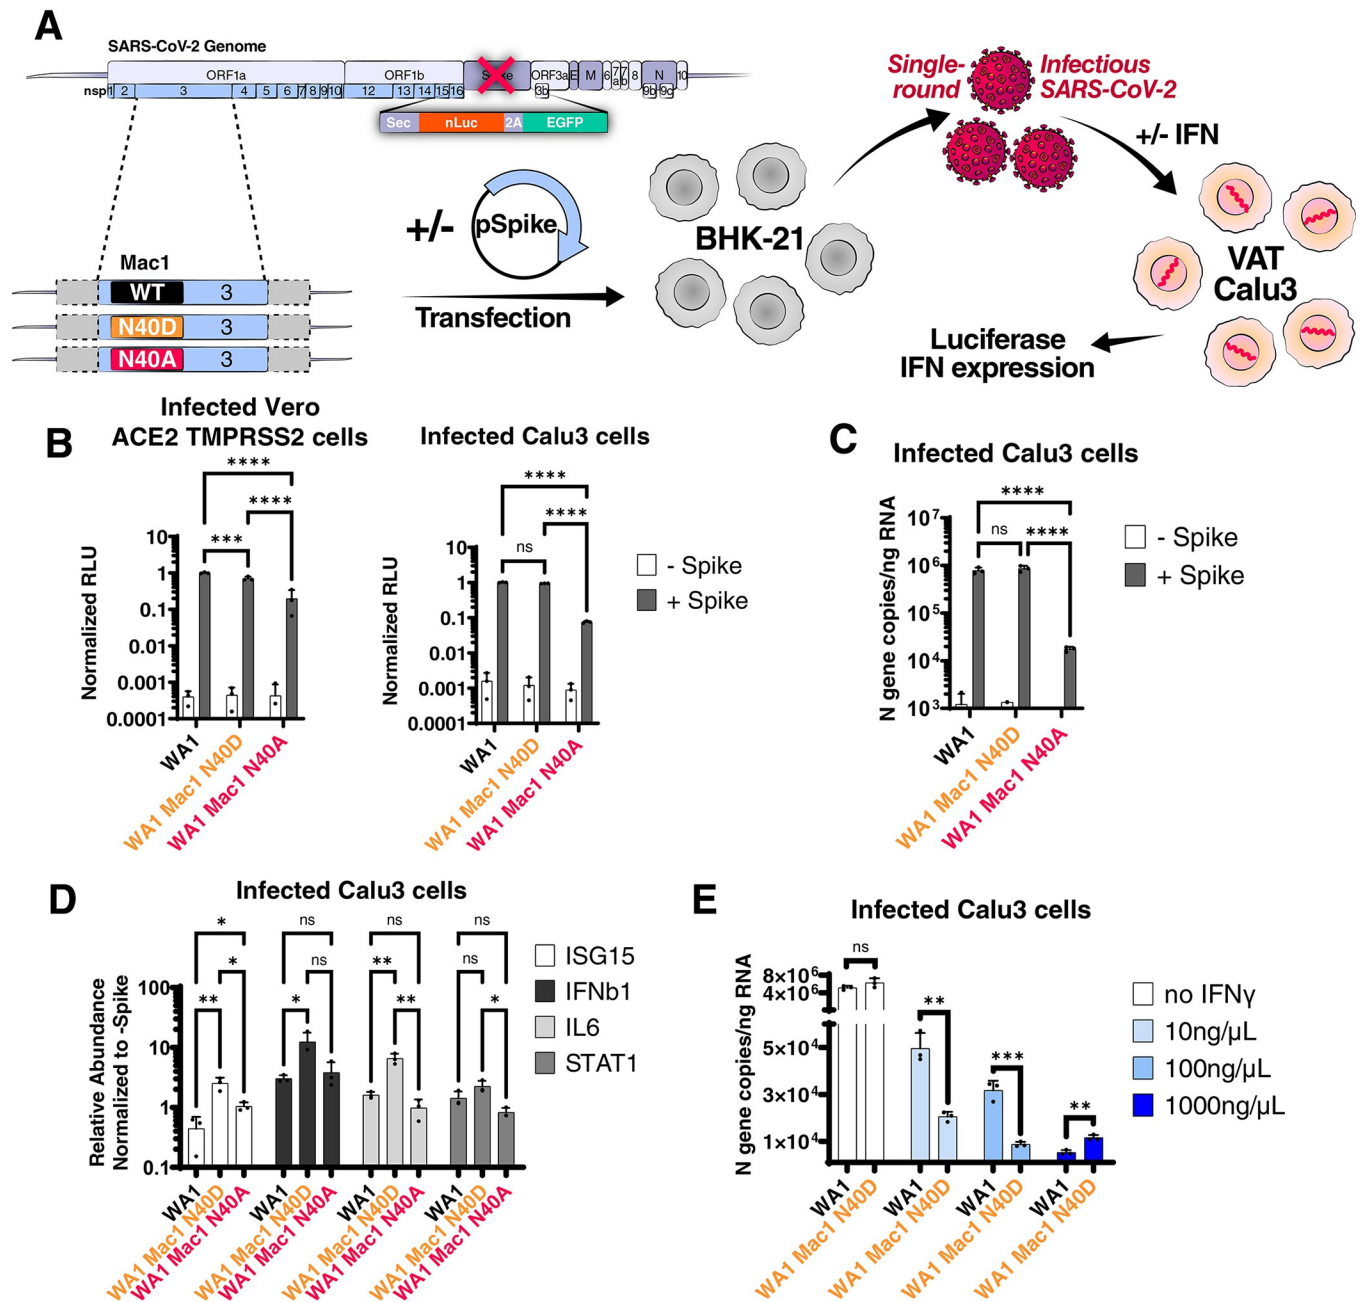 A
SARS-CoV-2 Genome
ORF1a ORF1b Spike ORF3a E M 6 7a 7b 8 N 10
nsp 1 2 3 4 5 6 7 8 9 10 12 13 14 15 16 3b 9b 9c
Sec nLuc 2A EGFP
Mac1
WT 3
N40D 3
N40A 3
+/- pSpike
Transfection
BHK-21
Single-round
Infectious SARS-CoV-2
+/- IFN
VAT
Calu3
Luciferase
IFN expression
B
Infected Vero
ACE2 TMPRSS2 cells
**** 
****
***
10
1
0.1
0.01
0.001
0.0001
Normalized RLU
WA1
WA1 Mac1 N40D
WA1 Mac1 N40A
Infected Calu3 cells
****
****
ns
10
1
0.1
0.01
0.001
0.0001
Normalized RLU
WA1
WA1 Mac1 N40D
WA1 Mac1 N40A
- Spike
+ Spike
C
Infected Calu3 cells
****
ns ****
10⁷
10⁶
10⁵
10⁴
10³
N gene copies/ng RNA
WA1
WA1 Mac1 N40D
WA1 Mac1 N40A
- Spike
+ Spike
D
Infected Calu3 cells
* ns ns ns
* ns ** **
** * ns *
100
10
1
0.1
Relative Abundance
Normalized to -Spike
WA1
WA1 Mac1 N40D
WA1 Mac1 N40A
WA1
WA1 Mac1 N40D
WA1 Mac1 N40A
WA1
WA1 Mac1 N40D
WA1 Mac1 N40A
WA1
WA1 Mac1 N40D
WA1 Mac1 N40A
ISG15
IFNb1
IL6
STAT1
E
Infected Calu3 cells
ns
**
***
**
8×10⁶
4×10⁶
5×10⁴
3×10⁴
1×10⁴
N gene copies/ng RNA
WA1
WA1 Mac1 N40D
WA1
WA1 Mac1 N40D
WA1
WA1 Mac1 N40D
WA1
WA1 Mac1 N40D
no IFNγ
10ng/μL
100ng/μL
1000ng/μL